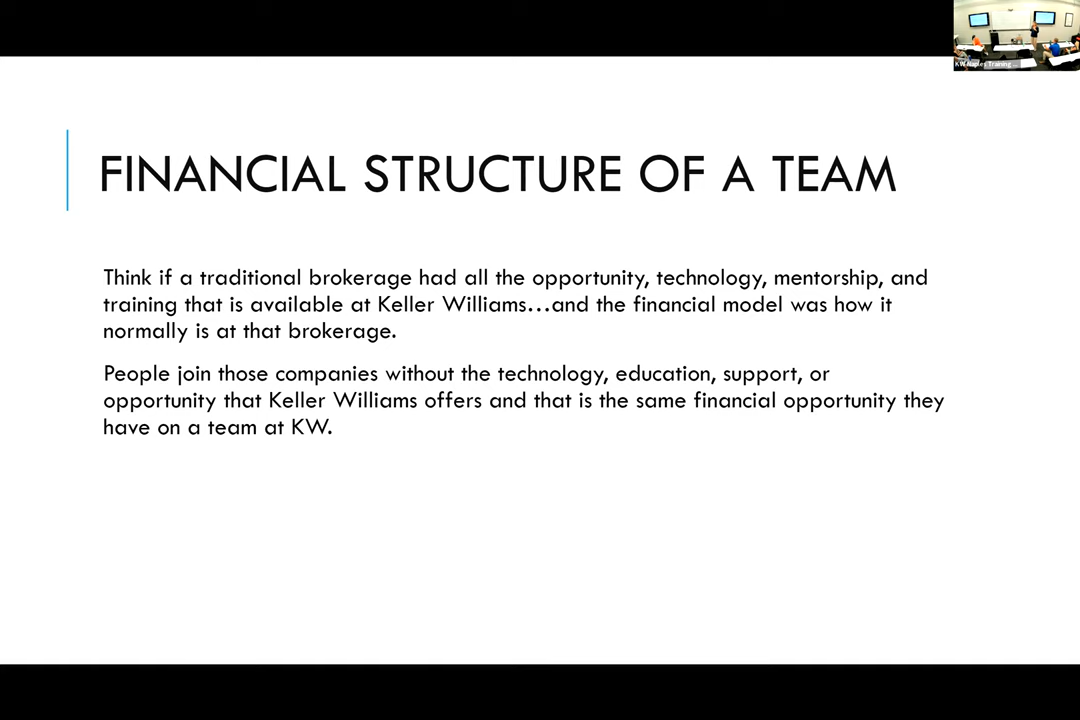 KW Naples Training ...
FINANCIAL STRUCTURE OF A TEAM
Think if a traditional brokerage had all the opportunity, technology, mentorship, and
training that is available at Keller Williams…and the financial model was how it
normally is at that brokerage.
People join those companies without the technology, education, support, or
opportunity that Keller Williams offers and that is the same financial opportunity they
have on a team at KW.